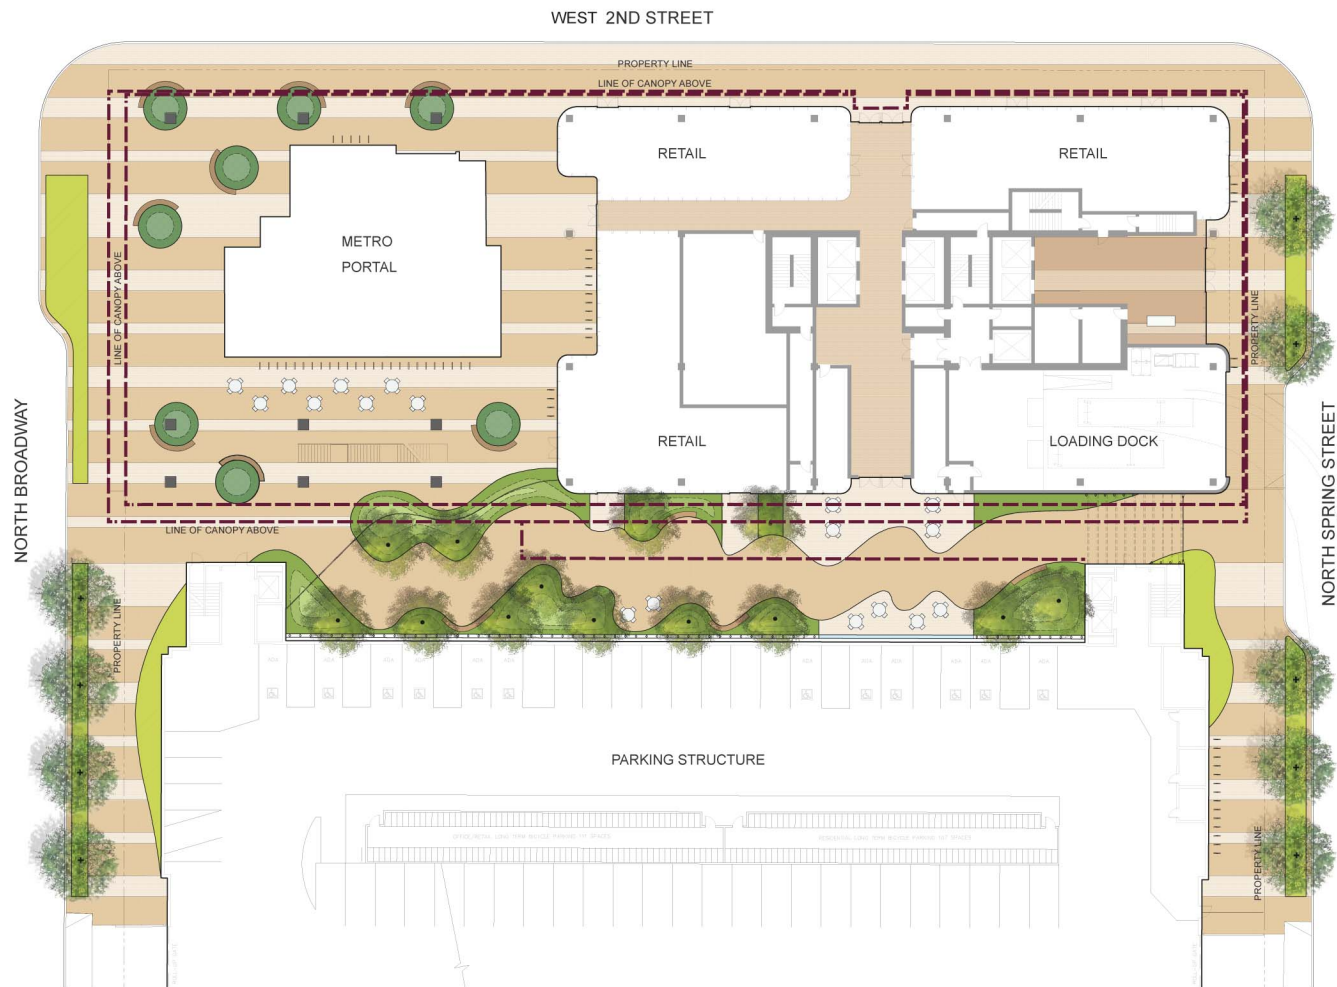 WEST 2ND STREET
PROPERTY LINE
LINE OF CANOPY ABOVE
RETAIL
RETAIL
METRO
PORTAL
LINE OF CANOPY ABOVE
PROPERTY LINE
NORTH BROADWAY
RETAIL
LOADING DOCK
NORTH SPRING STREET
LINE OF CANOPY ABOVE
PROPERTY LINE
PARKING STRUCTURE
PROPERTY LINE